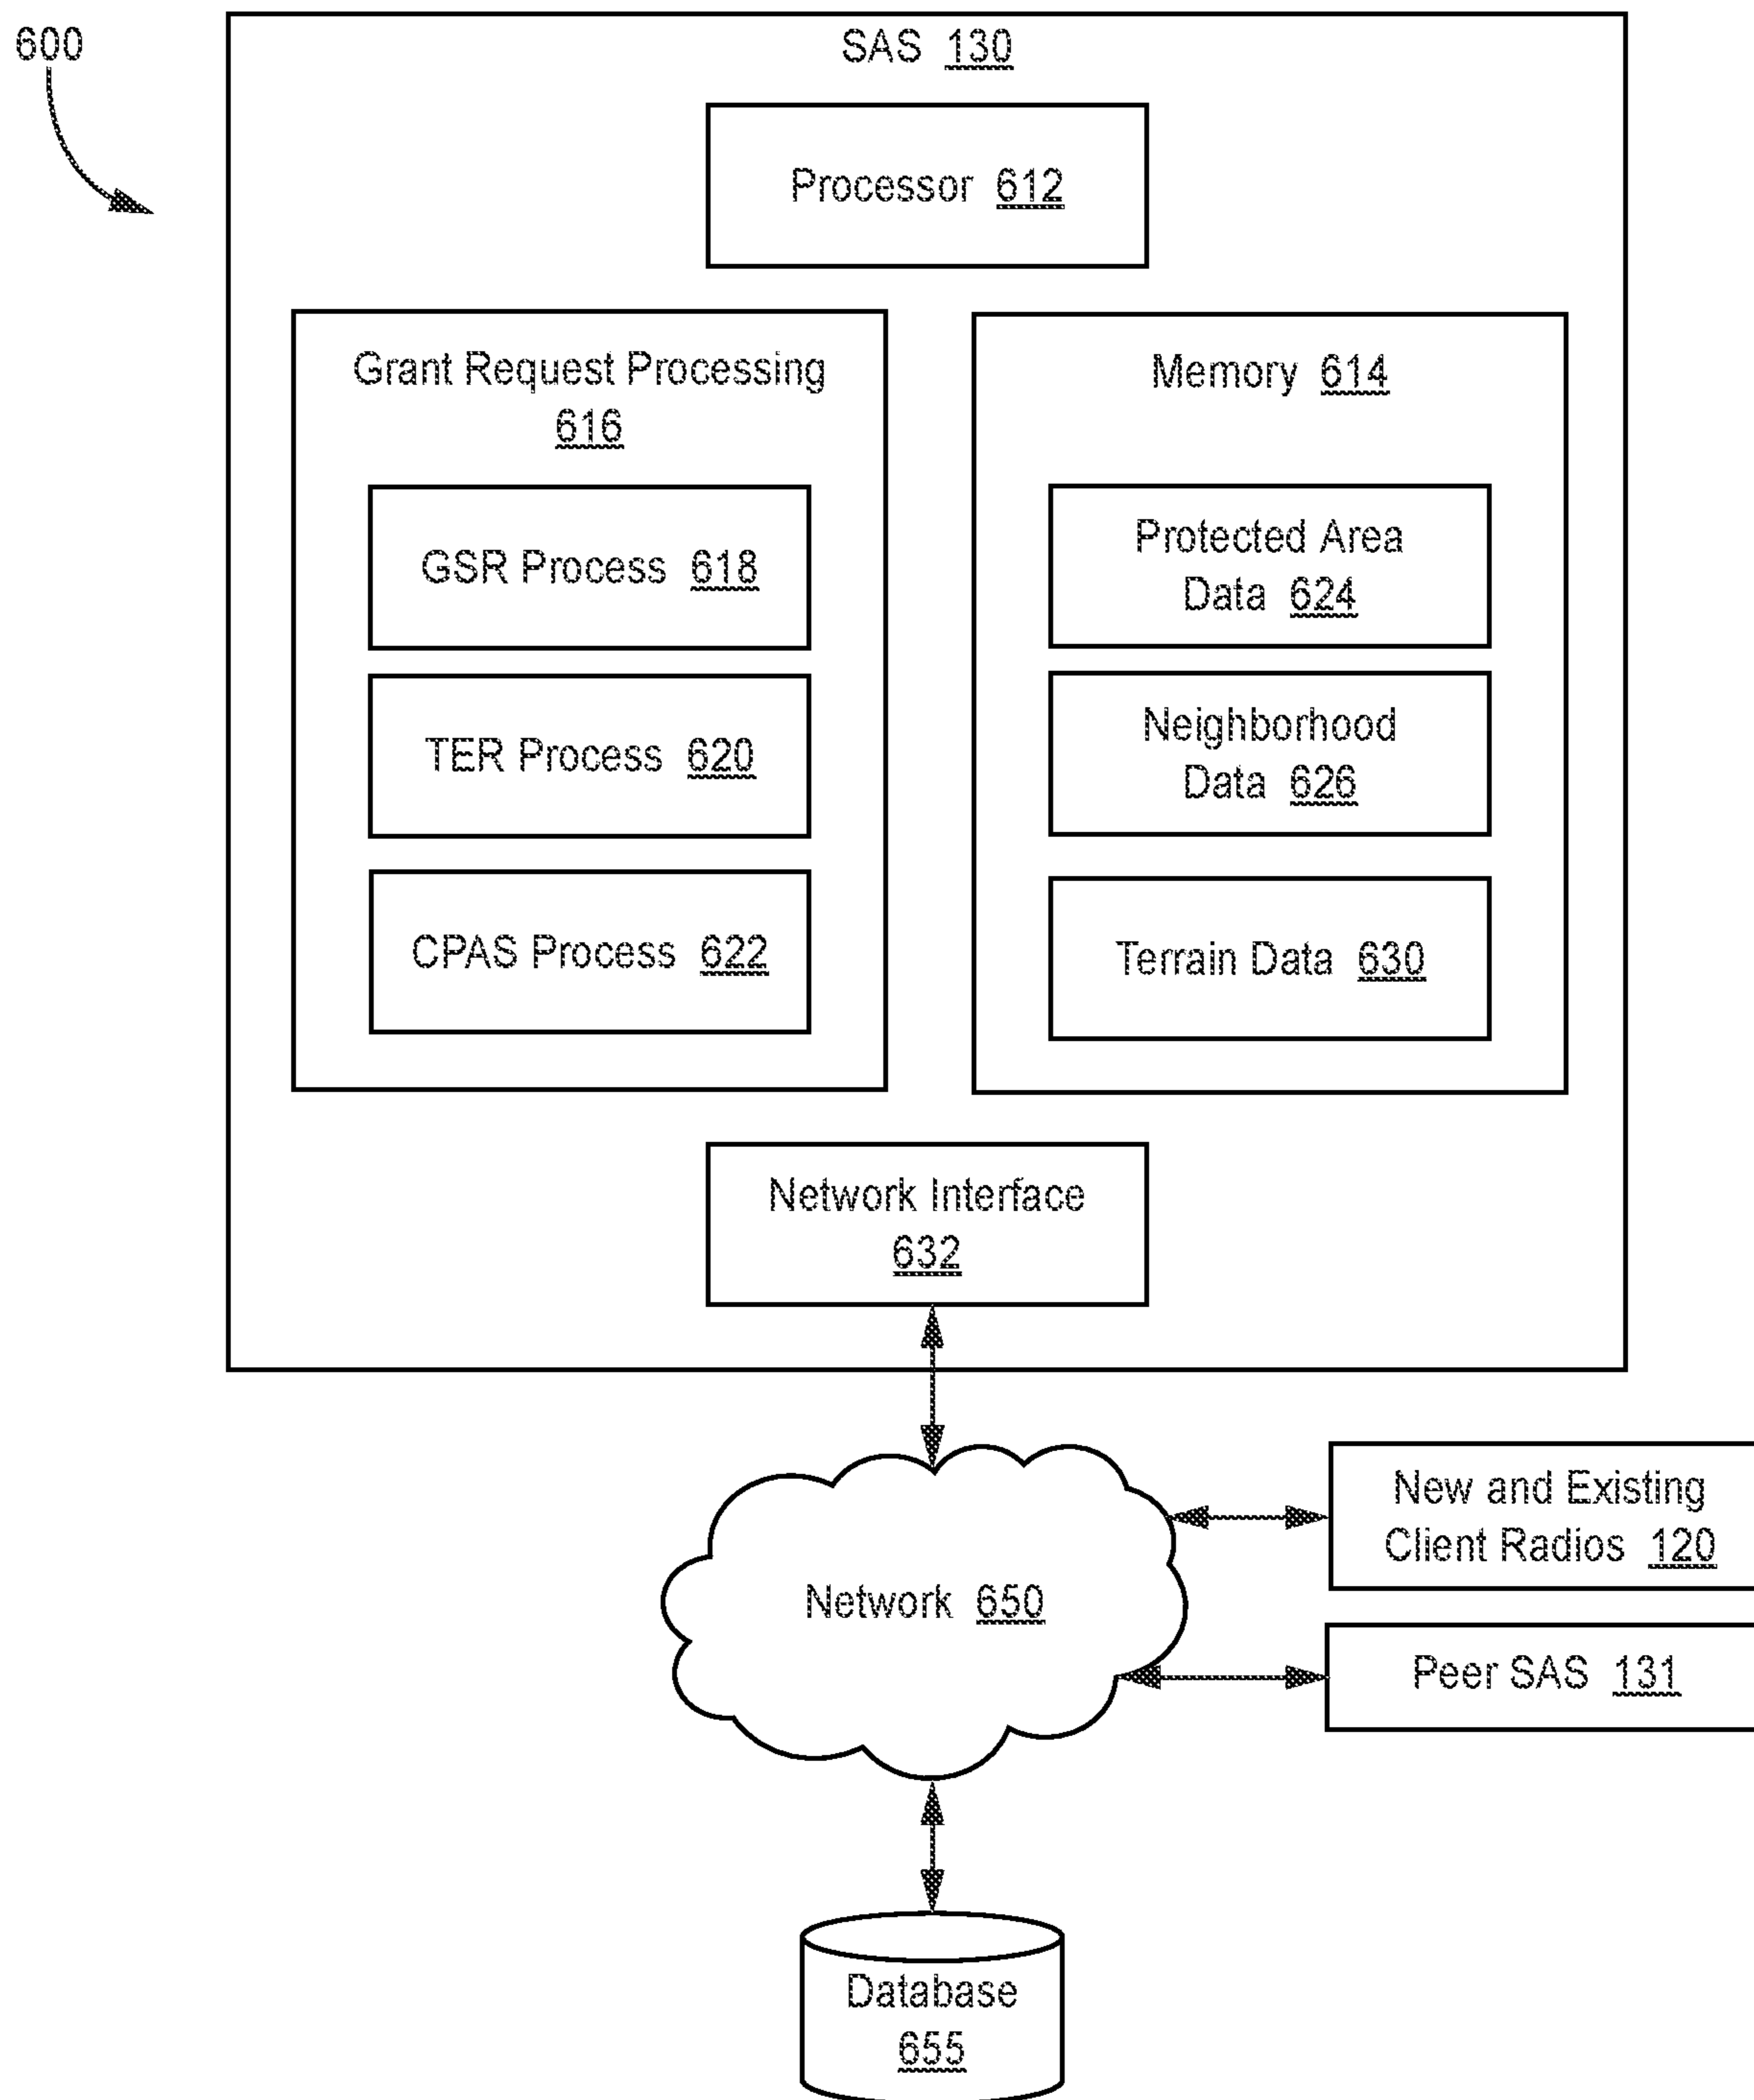 600
SAS 130
Processor 612
Grant Request Processing
616
GSR Process 618
TER Process 620
CPAS Process 622
Memory 614
Protected Area
Data 624
Neighborhood
Data 626
Terrain Data 630
Network Interface
632
New and Existing
Client Radios 120
Network 650
Peer SAS 131
Database
655